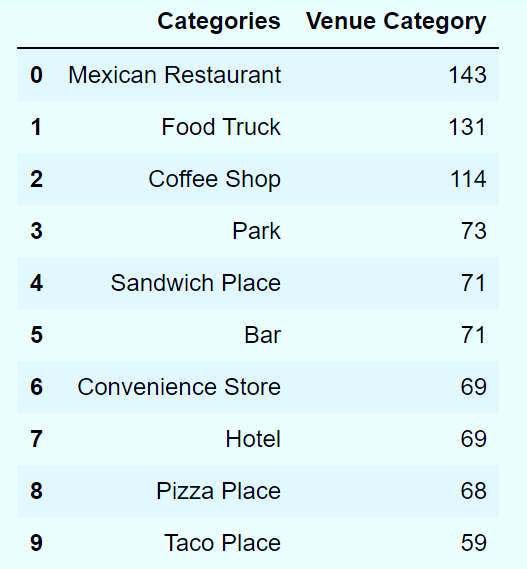 Categories Venue Category
0 Mexican Restaurant 143
1 Food Truck 131
2 Coffee Shop 114
3 Park 73
4 Sandwich Place 71
5 Bar 71
6 Convenience Store 69
7 Hotel 69
8 Pizza Place 68
9 Taco Place 59